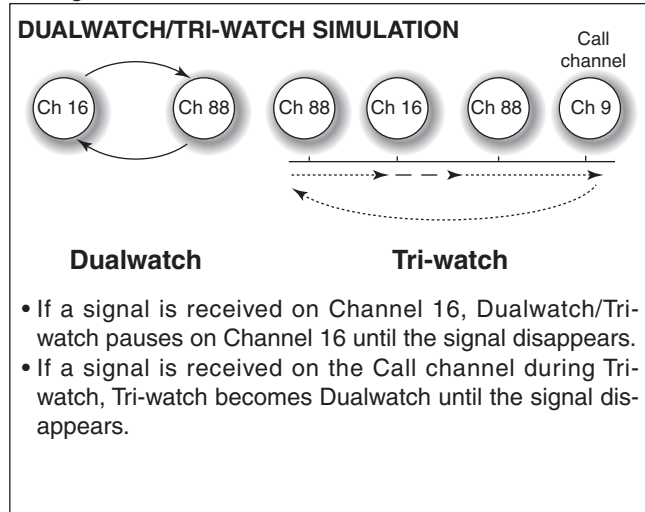 DUALWATCH/TRI-WATCH SIMULATION
Call
channel
Ch 16
Ch 88
Ch 88
Ch 16
Ch 88
Ch 9
Dualwatch
Tri-watch
• If a signal is received on Channel 16, Dualwatch/Tri-
watch pauses on Channel 16 until the signal disappears.
• If a signal is received on the Call channel during Tri-
watch, Tri-watch becomes Dualwatch until the signal dis-
appears.